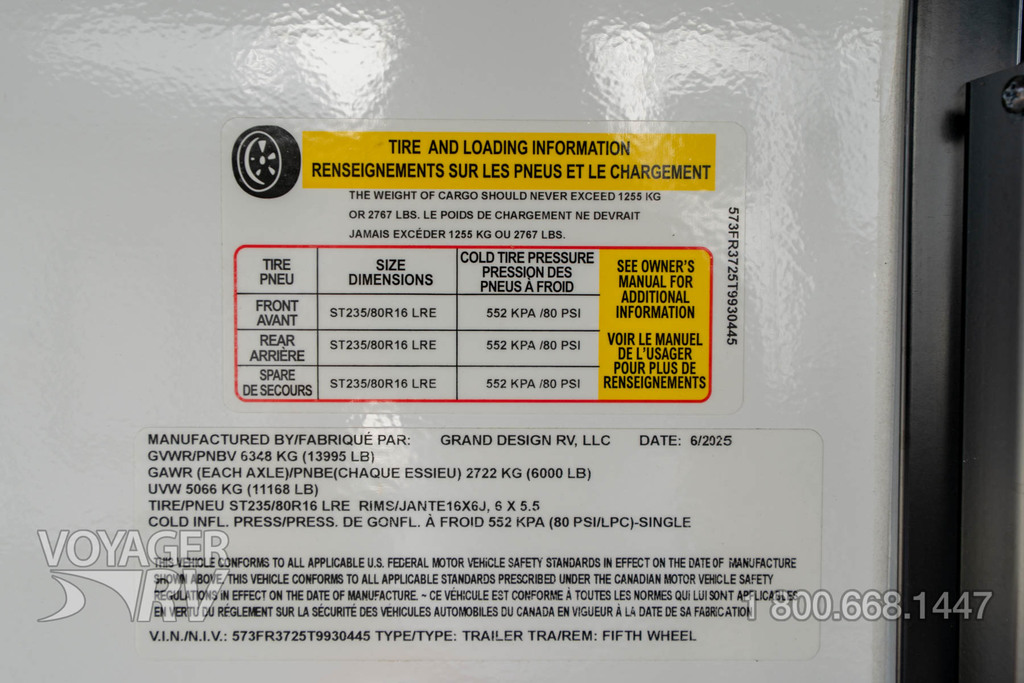 TIRE AND LOADING INFORMATION
RENSEIGNEMENTS SUR LES PNEUS ET LE CHARGEMENT
THE WEIGHT OF CARGO SHOULD NEVER EXCEED 1255 KG
OR 2767 LBS. LE POIDS DE CHARGEMENT NE DEVRAIT
JAMAIS EXCÉDER 1255 KG OU 2767 LBS.
TIRE
PNEU
SIZE
DIMENSIONS
COLD TIRE PRESSURE
PRESSION DES
PNEUS À FROID
FRONT
AVANT
ST235/80R16 LRE
552 KPA /80 PSI
REAR
ARRIÈRE
ST235/80R16 LRE
552 KPA /80 PSI
SPARE
DE SECOURS
ST235/80R16 LRE
552 KPA /80 PSI
SEE OWNER'S
MANUAL FOR
ADDITIONAL
INFORMATION
VOIR LE MANUEL
DE L'USAGER
POUR PLUS DE
RENSEIGNEMENTS
573FR3725T9930445
MANUFACTURED BY/FABRIQUÉ PAR: GRAND DESIGN RV, LLC DATE: 6/2025
GVWR/PNBV 6348 KG (13995 LB)
GAWR (EACH AXLE)/PNBE(CHAQUE ESSIEU) 2722 KG (6000 LB)
UVW 5066 KG (11168 LB)
TIRE/PNEU ST235/80R16 LRE RIMS/JANTE16X6J, 6 X 5.5
COLD INFL. PRESS/PRESS. DE GONFL. À FROID 552 KPA (80 PSI/LPC)-SINGLE
THIS VEHICLE CONFORMS TO ALL APPLICABLE U.S. FEDERAL MOTOR VEHICLE SAFETY STANDARDS IN EFFECT ON THE DATE OF MANUFACTURE
SHOWN ABOVE. THIS VEHICLE CONFORMS TO ALL APPLICABLE STANDARDS PRESCRIBED UNDER THE CANADIAN MOTOR VEHICLE SAFETY
REGULATIONS IN EFFECT ON THE DATE OF MANUFACTURE. ~ CE VÉHICULE EST CONFORME À TOUTES LES NORMES QUI LUI SONT APPLICABLES
EN VERTU DU RÉGLEMENT SUR LA SÉCURITÉ DES VÉHICULES AUTOMOBILES DU CANADA EN VIGUEUR À LA DATE DE SA FABRICATION
V.I.N./N.I.V.: 573FR3725T9930445 TYPE/TYPE: TRAILER TRA/REM: FIFTH WHEEL
VOYAGER
RV
1 800.668.1447